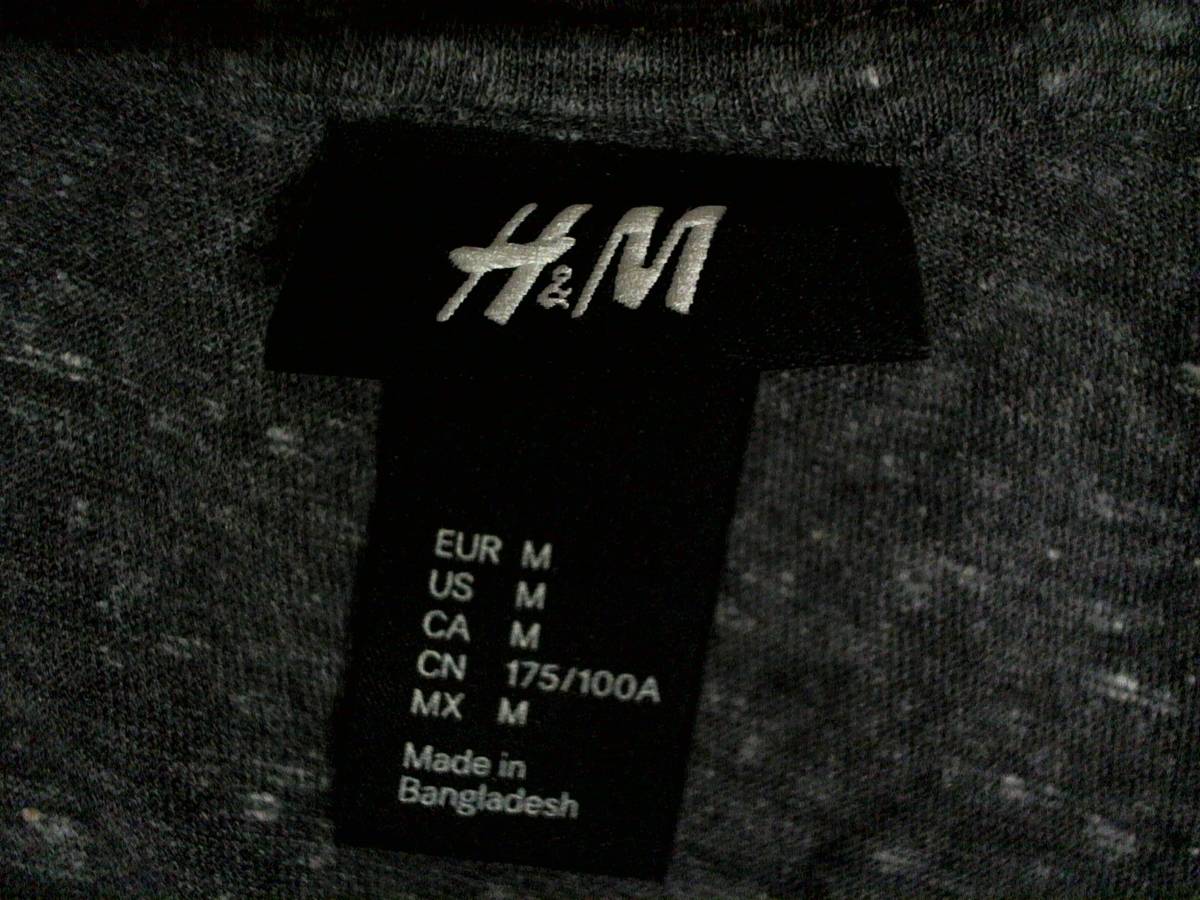 H&M
EUR M
US M
CA M
CN 175/100A
MX M
Made in
Bangladesh